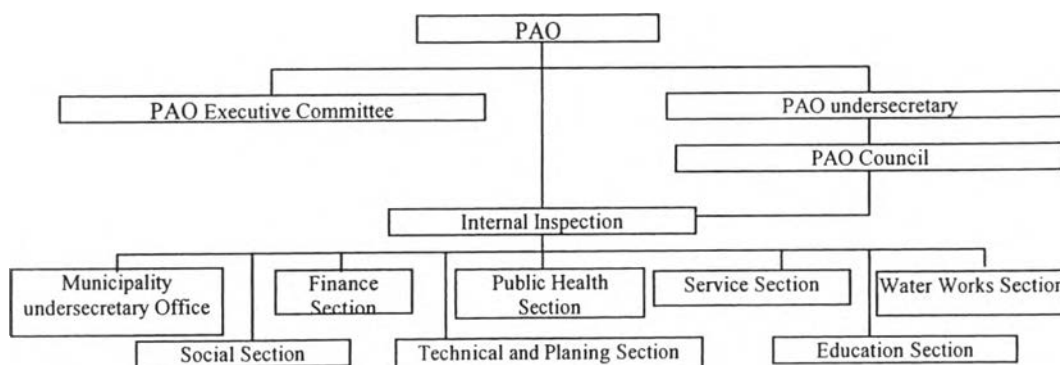 PAO
PAO Executive Committee
PAO undersecretary
PAO Council
Internal Inspection
Municipality
undersecretary Office
Finance
Section
Public Health
Section
Service Section
Water Works Section
Social Section
Technical and Planing Section
Education Section